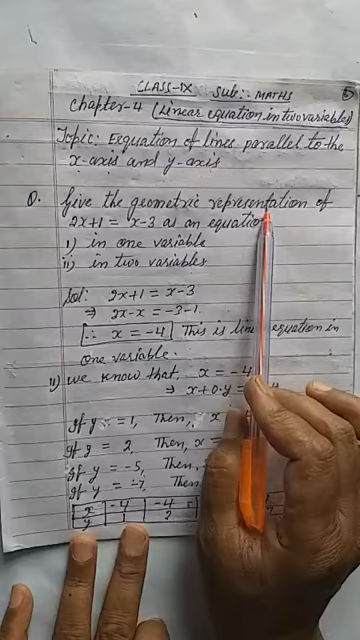 CLASS-IX Sub:- MATHS
Chapter-4 (Linear equation in two variables)
Topic: Equation of lines parallel to the
x-axis and y-axis
Q. Give the geometric representation of
2x+1 = x-3 as an equation
i) in one variable
ii) in two variables
Sol: 2x+1 = x-3
⇒ 2x-x = -3-1
∴ x = -4 This is line equation in
one variable.
ii) we know that, x = -4
⇒ x+0.y = 4
If y = 1, Then, x
If y = 2, Then, x =
If y = -5, Then,
If y = -7, Then
x -4 -4
y 1 2